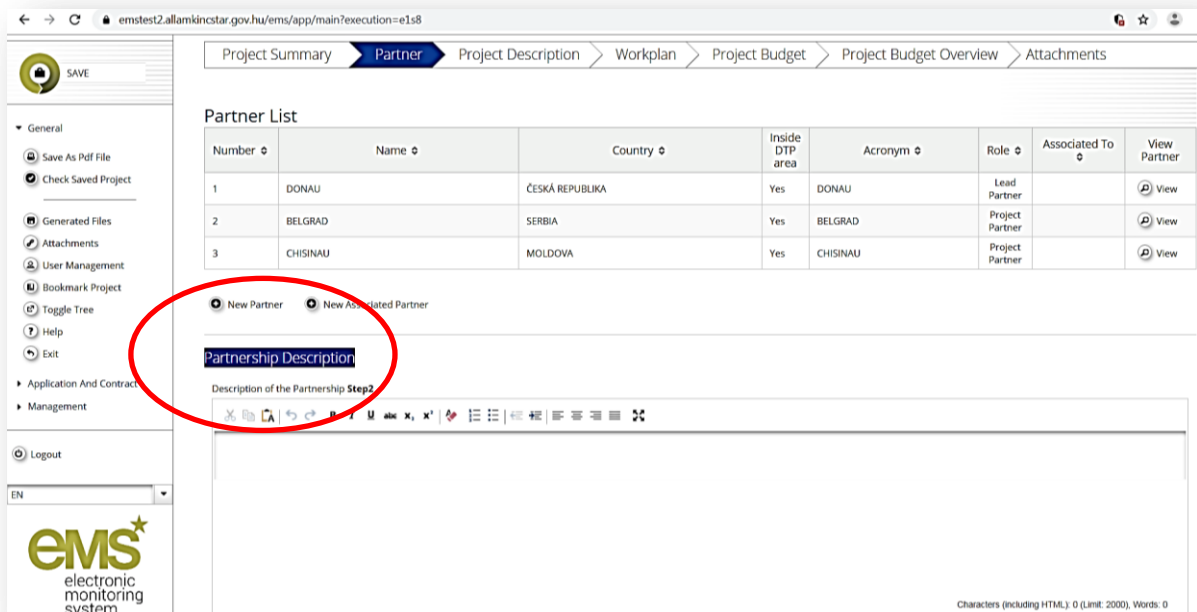 emstest2.allamkincstar.gov.hu/ems/app/main?execution=e1s8
SAVE
General
Save As Pdf File
Check Saved Project
Generated Files
Attachments
User Management
Bookmark Project
Toggle Tree
Help
Exit
Application And Contract
Management
Logout
EN
eMS
electronic
monitoring
system
Project Summary Partner Project Description Workplan Project Budget Project Budget Overview Attachments
Partner List
Number Name Country Inside DTP area Acronym Role Associated To View Partner
1 DONAU ČESKÁ REPUBLIKA Yes DONAU Lead Partner View
2 BELGRAD SERBIA Yes BELGRAD Project Partner View
3 CHISINAU MOLDOVA Yes CHISINAU Project Partner View
New Partner New Associated Partner
Partnership Description
Description of the Partnership Step2
B I U abc x, x²
Characters (including HTML): 0 (Limit: 2000), Words: 0